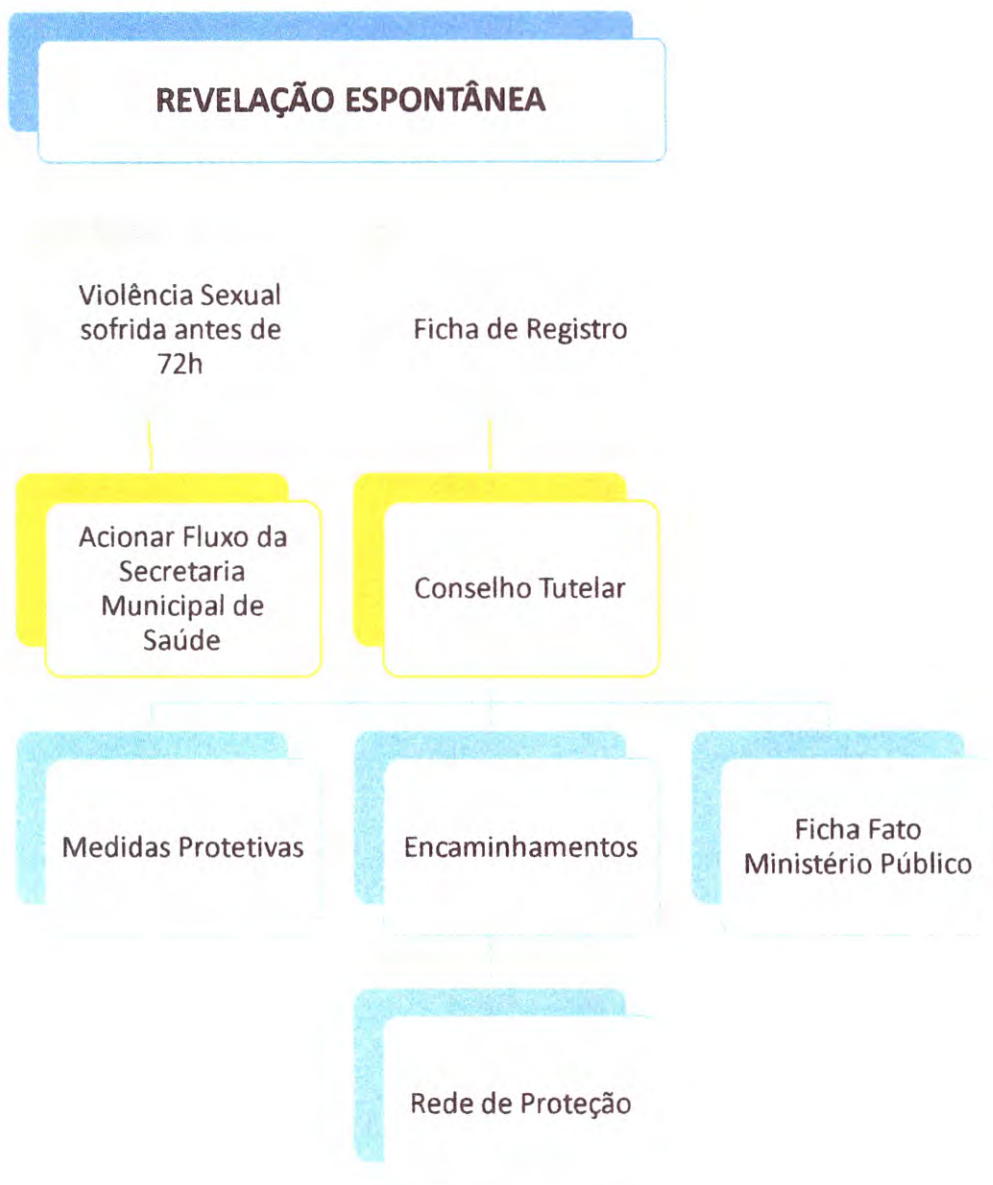 REVELAÇÃO ESPONTÂNEA
Violência Sexual
sofrida antes de
72h
Ficha de Registro
Acionar Fluxo da
Secretaria
Municipal de
Saúde
Conselho Tutelar
Medidas Protetivas
Encaminhamentos
Ficha Fato
Ministério Público
Rede de Proteção